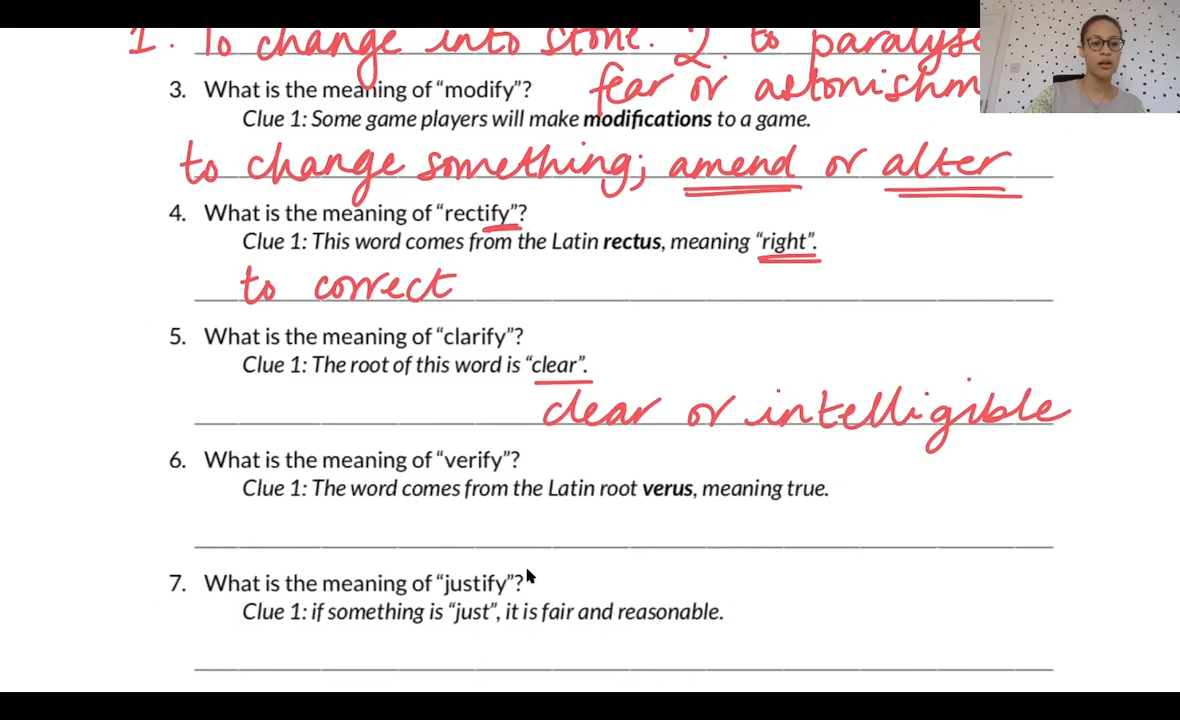 1. To change into stone. 2. to paralyse
fear or astonishm
3. What is the meaning of “modify”?
Clue 1: Some game players will make modifications to a game.
to change something; amend or alter
4. What is the meaning of “rectify”?
Clue 1: This word comes from the Latin rectus, meaning “right”.
to correct
5. What is the meaning of “clarify”?
Clue 1: The root of this word is “clear”.
clear or intelligible
6. What is the meaning of “verify”?
Clue 1: The word comes from the Latin root verus, meaning true.
7. What is the meaning of “justify”?
Clue 1: if something is “just”, it is fair and reasonable.